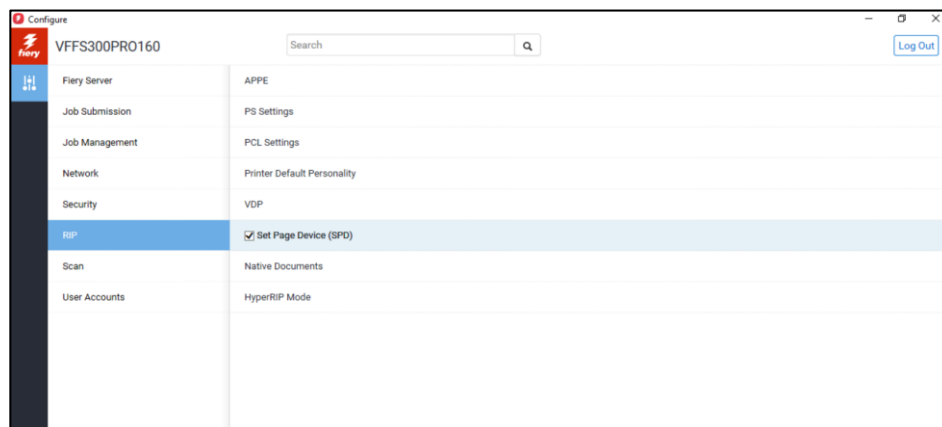 Configure
fiery
VFFS300PRO160
Search
Log Out
Fiery Server
APPE
Job Submission
PS Settings
Job Management
PCL Settings
Network
Printer Default Personality
Security
VDP
RIP
Set Page Device (SPD)
Scan
Native Documents
User Accounts
HyperRIP Mode